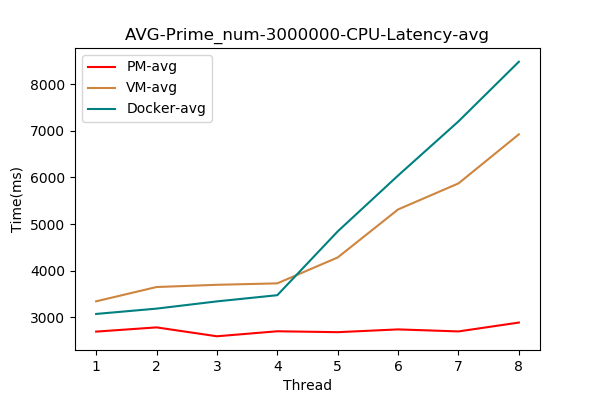 AVG-Prime_num-3000000-CPU-Latency-avg
PM-avg
VM-avg
Docker-avg
8000
7000
6000
5000
4000
3000
Time(ms)
1 2 3 4 5 6 7 8
Thread